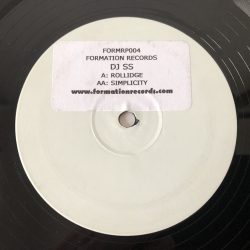 FORMRP004
FORMATION RECORDS
DJ SS
A: ROLLIDGE
AA: SIMPLICITY
www.formationrecords.com